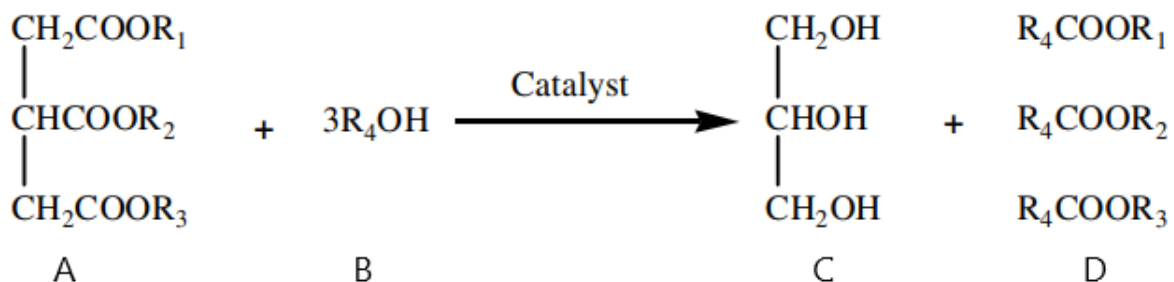 CH₂COOR₁ CH₂OH R₄COOR₁
Catalyst
CHCOOR₂ + 3R₄OH CHOH + R₄COOR₂
CH₂COOR₃ CH₂OH R₄COOR₃
A B C D